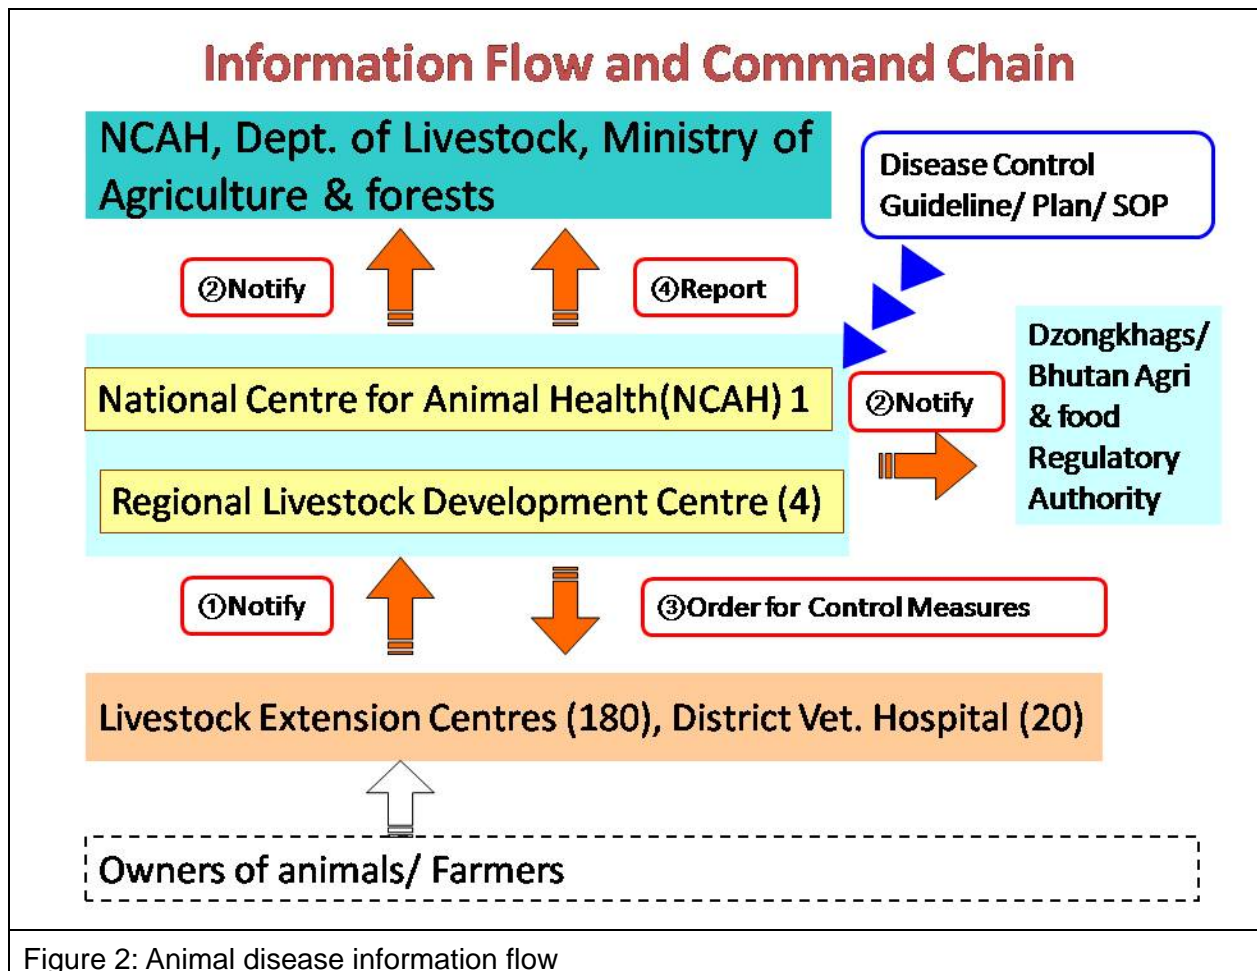 Information Flow and Command Chain
NCAH, Dept. of Livestock, Ministry of
Agriculture & forests
Disease Control
Guideline/ Plan/ SOP
②Notify
④Report
Dzongkhags/
Bhutan Agri
& food
Regulatory
Authority
National Centre for Animal Health(NCAH) 1
②Notify
Regional Livestock Development Centre (4)
①Notify
③Order for Control Measures
Livestock Extension Centres (180), District Vet. Hospital (20)
Owners of animals/ Farmers
Figure 2: Animal disease information flow